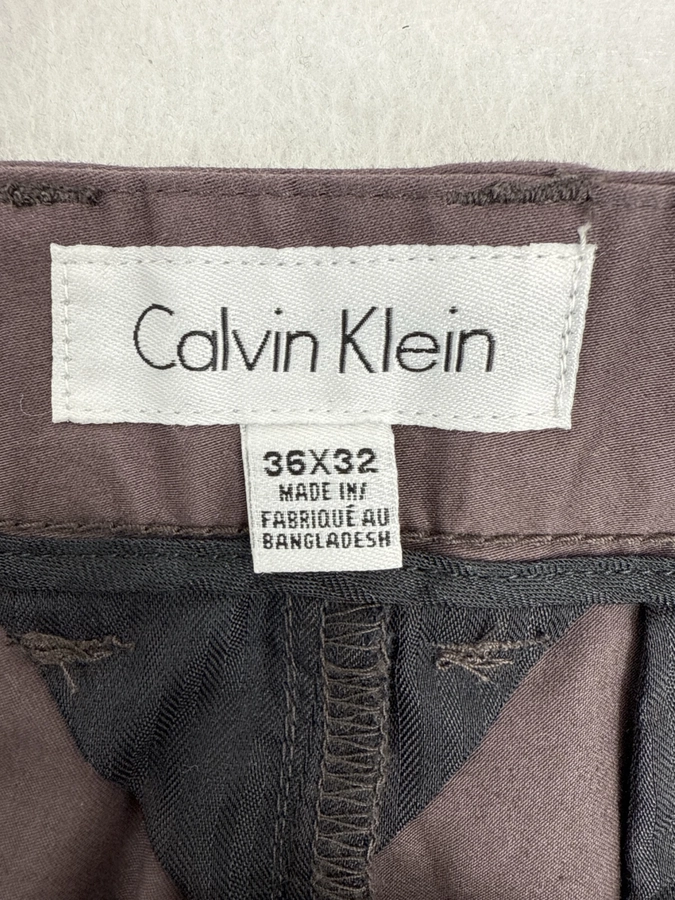 Calvin Klein
36X32
MADE IN/
FABRIQUÉ AU
BANGLADESH